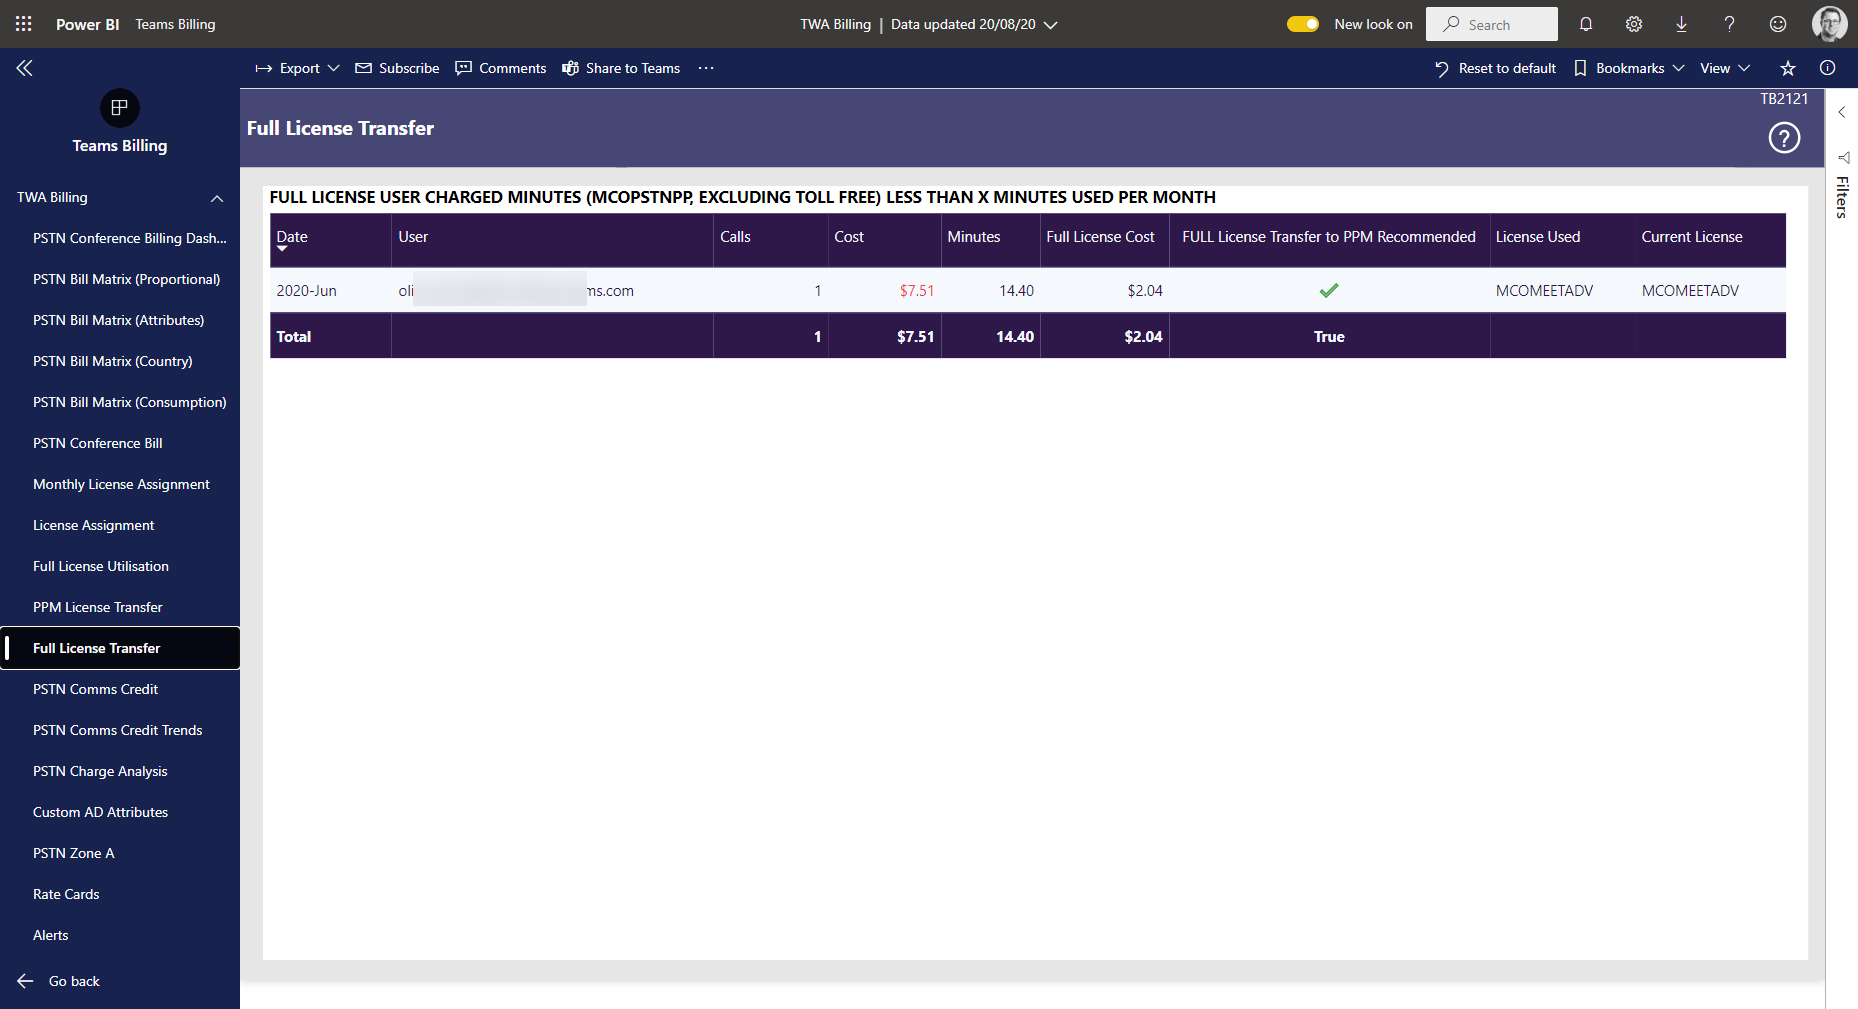 Power BI Teams Billing TWA Billing | Data updated 20/08/20 New look on Search
Export Subscribe Comments Share to Teams ... Reset to default Bookmarks View
Teams Billing
TWA Billing
PSTN Conference Billing Dash...
PSTN Bill Matrix (Proportional)
PSTN Bill Matrix (Attributes)
PSTN Bill Matrix (Country)
PSTN Bill Matrix (Consumption)
PSTN Conference Bill
Monthly License Assignment
License Assignment
Full License Utilisation
PPM License Transfer
Full License Transfer
PSTN Comms Credit
PSTN Comms Credit Trends
PSTN Charge Analysis
Custom AD Attributes
PSTN Zone A
Rate Cards
Alerts
Go back
TB2121
Full License Transfer
?
FULL LICENSE USER CHARGED MINUTES (MCOPSTNPP, EXCLUDING TOLL FREE) LESS THAN X MINUTES USED PER MONTH
Date User Calls Cost Minutes Full License Cost FULL License Transfer to PPM Recommended License Used Current License
2020-Jun oli ms.com 1 $7.51 14.40 $2.04 MCOMEETADV MCOMEETADV
Total 1 $7.51 14.40 $2.04 True
Filters